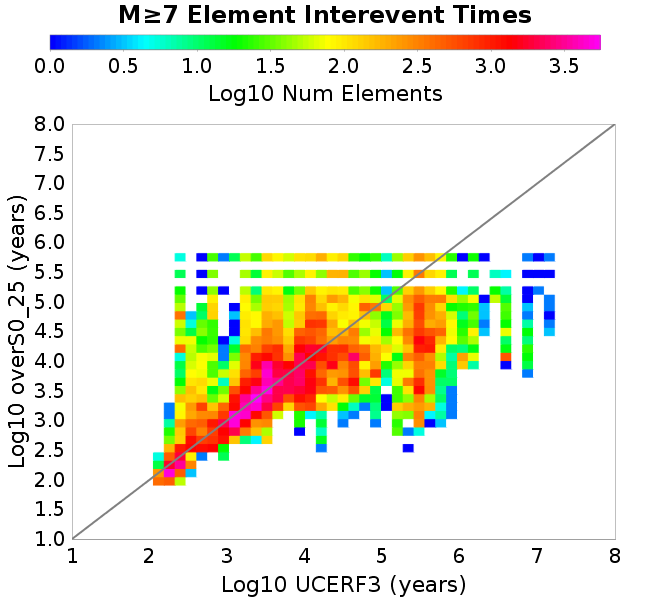 M≥7 Element Interevent Times
0.0 0.5 1.0 1.5 2.0 2.5 3.0 3.5
Log10 Num Elements
8.0
7.5
7.0
6.5
6.0
5.5
5.0
4.5
4.0
3.5
3.0
2.5
2.0
1.5
1.0
Log10 overS0_25 (years)
1 2 3 4 5 6 7 8
Log10 UCERF3 (years)